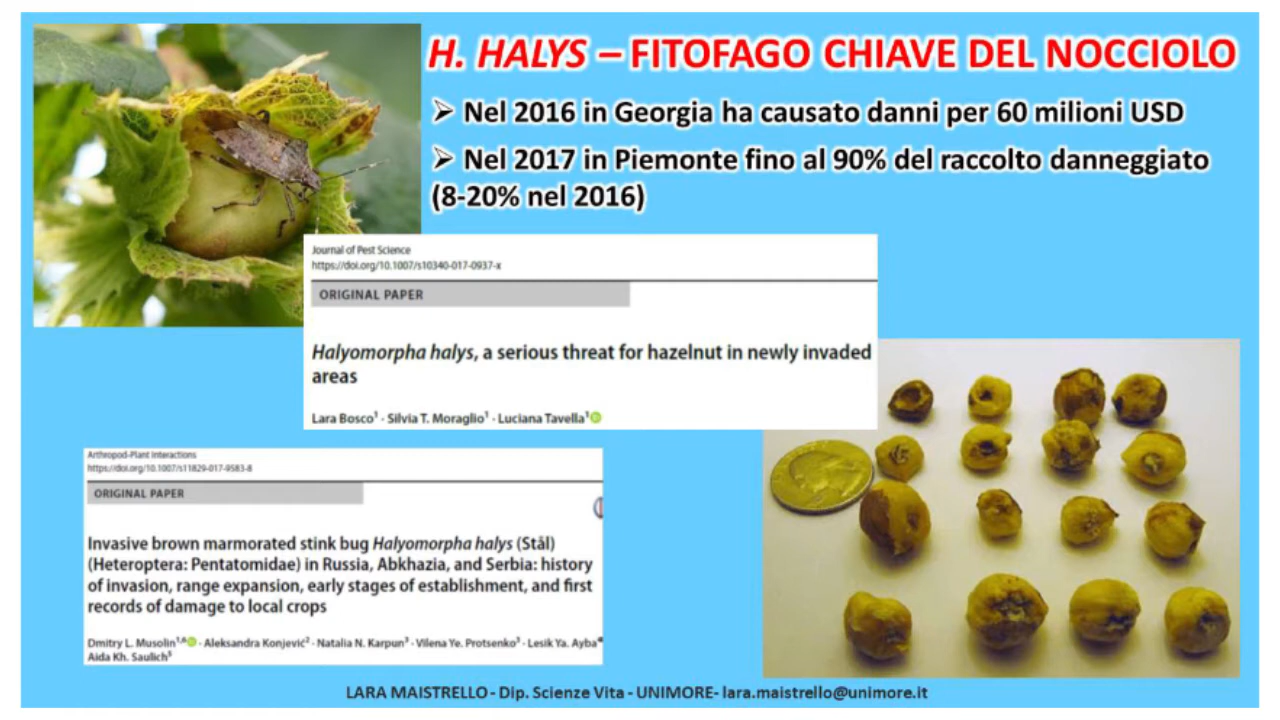 H. HALYS – FITOFAGO CHIAVE DEL NOCCIOLO
➢ Nel 2016 in Georgia ha causato danni per 60 milioni USD
➢ Nel 2017 in Piemonte fino al 90% del raccolto danneggiato
(8-20% nel 2016)
Journal of Pest Science
https://doi.org/10.1007/s10340-017-0937-x
ORIGINAL PAPER
Halyomorpha halys, a serious threat for hazelnut in newly invaded
areas
Lara Bosco¹ · Silvia T. Moraglio¹ · Luciana Tavella¹
Arthropod-Plant Interactions
https://doi.org/10.1007/s11829-017-9583-8
ORIGINAL PAPER
Invasive brown marmorated stink bug Halyomorpha halys (Stål)
(Heteroptera: Pentatomidae) in Russia, Abkhazia, and Serbia: history
of invasion, range expansion, early stages of establishment, and first
records of damage to local crops
Dmitry L. Musolin¹,⁶ · Aleksandra Konjević² · Natalia N. Karpun³ · Vilena Ye. Protsenko³ · Lesik Ya. Ayba⁴
Aida Kh. Saulich⁵
LARA MAISTRELLO - Dip. Scienze Vita - UNIMORE- lara.maistrello@unimore.it